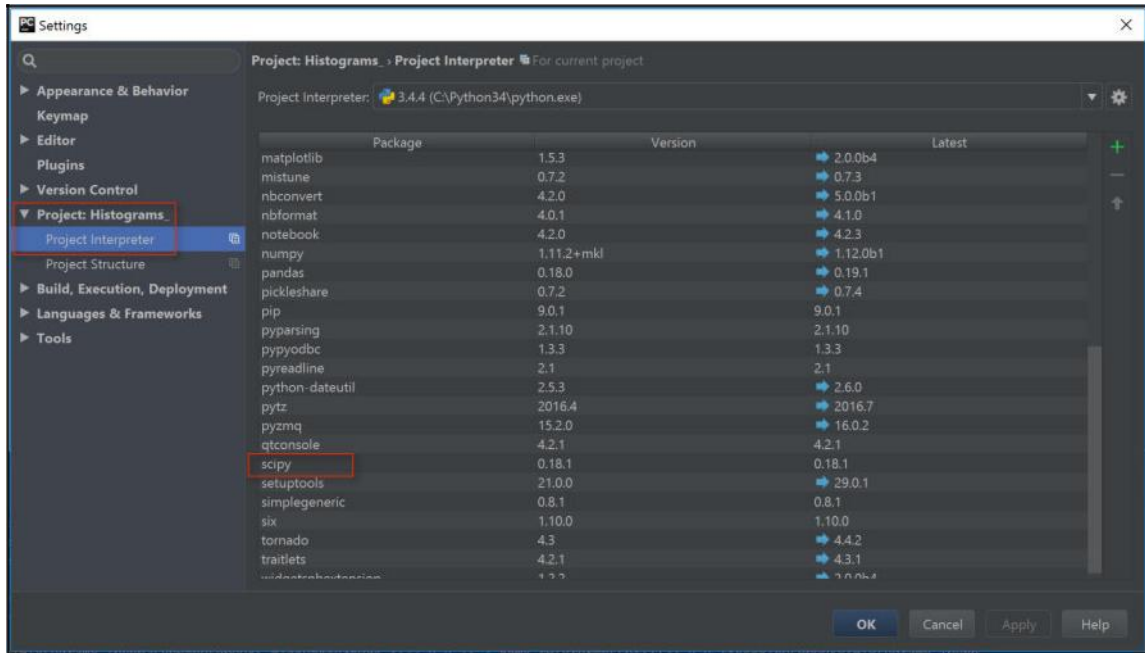 PC Settings
Project: Histograms_ › Project Interpreter For current project
Appearance & Behavior
Keymap
Editor
Plugins
Version Control
Project: Histograms_
Project Interpreter
Project Structure
Build, Execution, Deployment
Languages & Frameworks
Tools
Project Interpreter: 3.4.4 (C:\Python34\python.exe)
Package Version Latest
matplotlib 1.5.3 2.0.0b4
mistune 0.7.2 0.7.3
nbconvert 4.2.0 5.0.0b1
nbformat 4.0.1 4.1.0
notebook 4.2.0 4.2.3
numpy 1.11.2+mkl 1.12.0b1
pandas 0.18.0 0.19.1
pickleshare 0.7.2 0.7.4
pip 9.0.1 9.0.1
pyparsing 2.1.10 2.1.10
pypyodbc 1.3.3 1.3.3
pyreadline 2.1 2.1
python-dateutil 2.5.3 2.6.0
pytz 2016.4 2016.7
pyzmq 15.2.0 16.0.2
qtconsole 4.2.1 4.2.1
scipy 0.18.1 0.18.1
setuptools 21.0.0 29.0.1
simplegeneric 0.8.1 0.8.1
six 1.10.0 1.10.0
tornado 4.3 4.4.2
traitlets 4.2.1 4.3.1
OK Cancel Apply Help